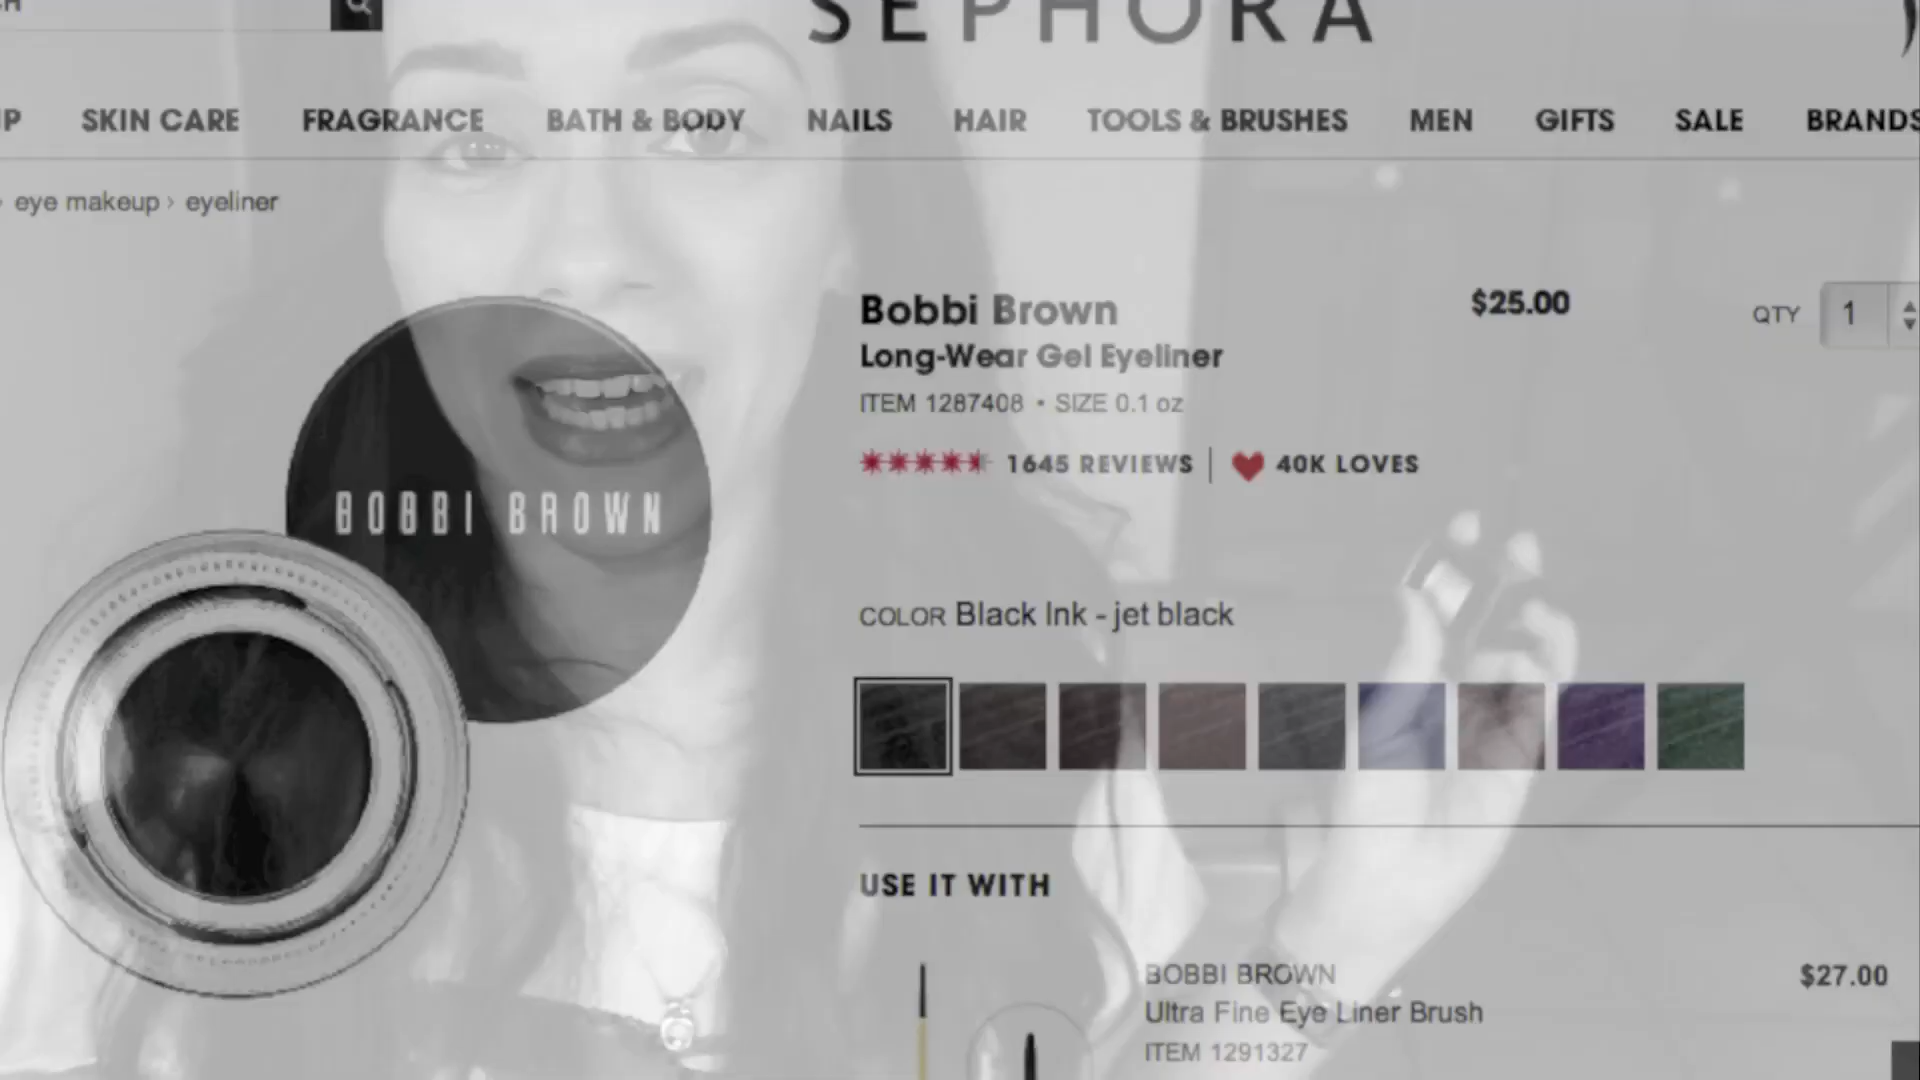 SEPHORA
SKIN CARE FRAGRANCE BATH & BODY NAILS HAIR TOOLS & BRUSHES MEN GIFTS SALE BRANDS
› eye makeup › eyeliner
Bobbi Brown
$25.00
QTY 1
Long-Wear Gel Eyeliner
ITEM 1287408 • SIZE 0.1 oz
1645 REVIEWS | 40K LOVES
BOBBI BROWN
COLOR Black Ink - jet black
USE IT WITH
BOBBI BROWN
$27.00
Ultra Fine Eye Liner Brush
ITEM 1291327